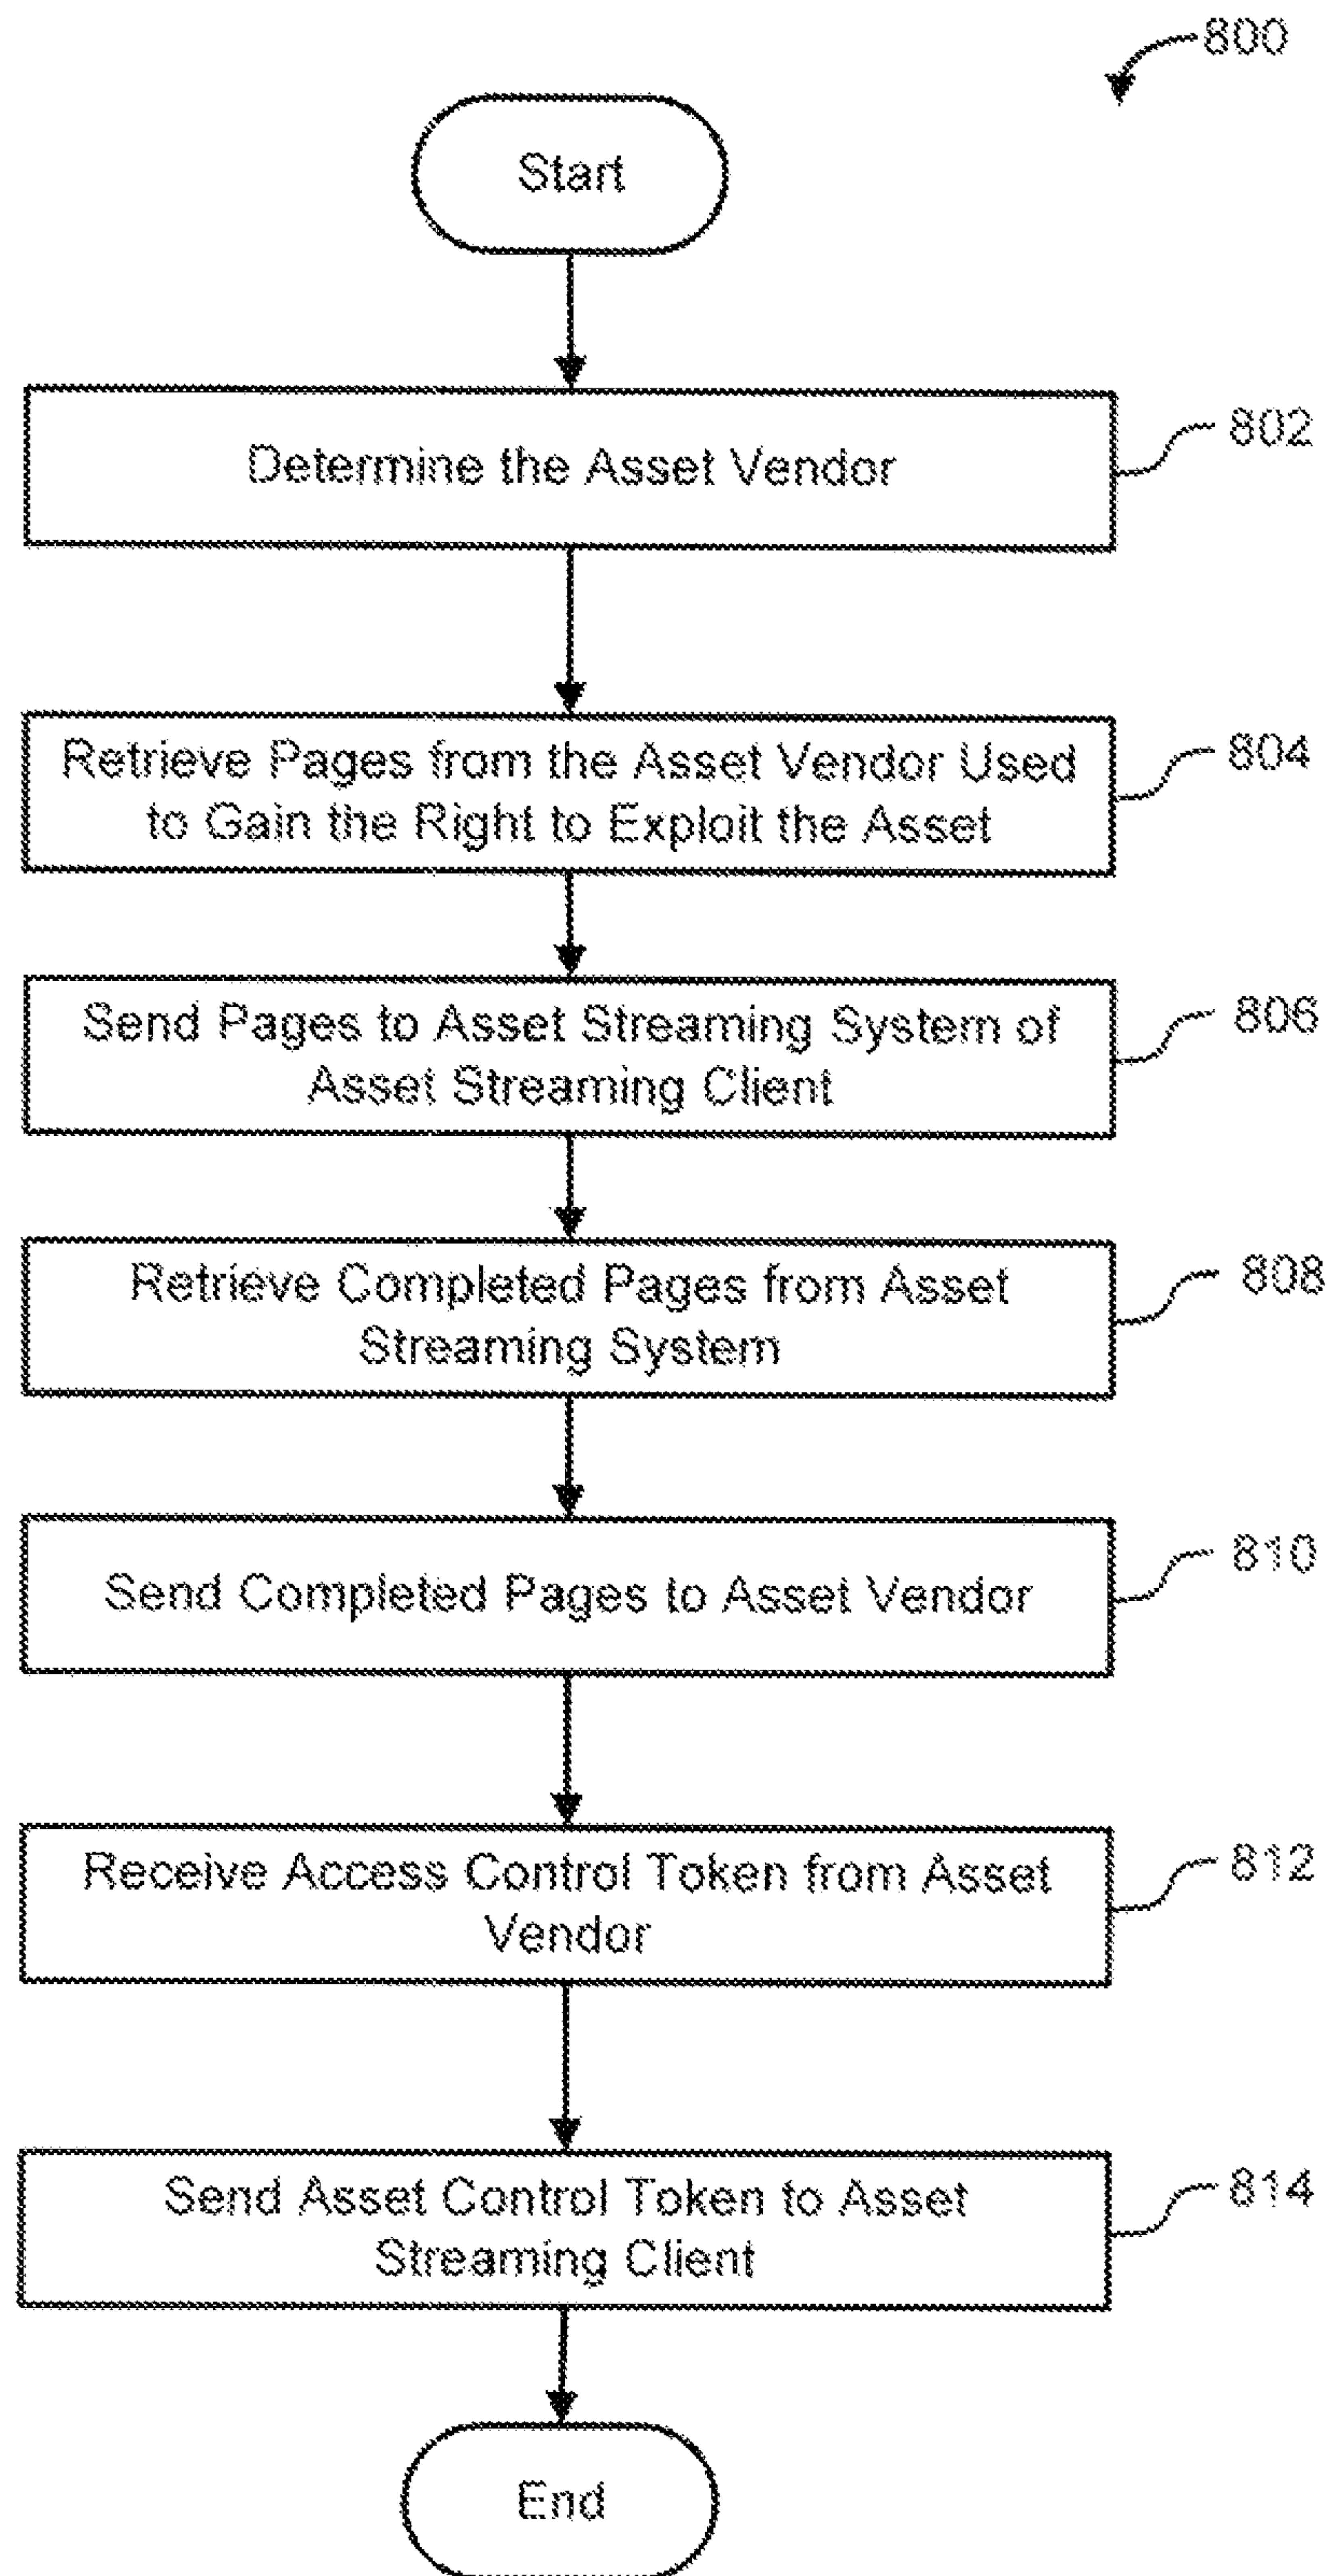 800
Start
Determine the Asset Vendor
802
Retrieve Pages from the Asset Vendor Used
to Gain the Right to Exploit the Asset
804
Send Pages to Asset Streaming System of
Asset Streaming Client
806
Retrieve Completed Pages from Asset
Streaming System
808
Send Completed Pages to Asset Vendor
810
Receive Access Control Token from Asset
Vendor
812
Send Asset Control Token to Asset
Streaming Client
814
End